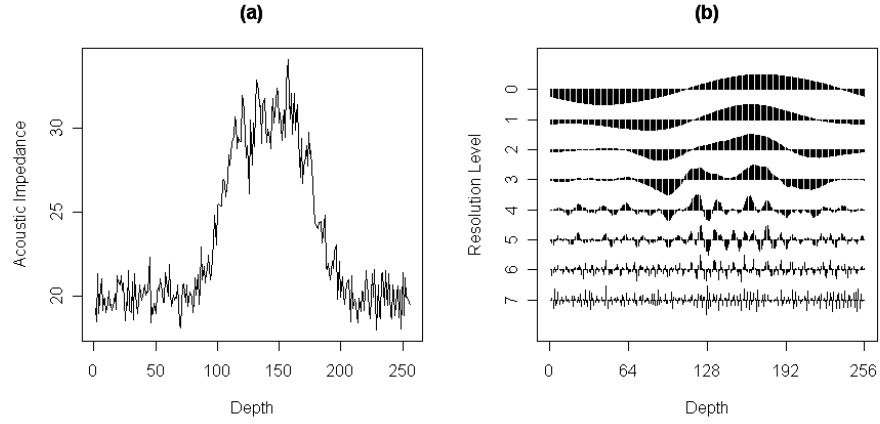 (a)
Acoustic Impedance
30
25
20
0 50 100 150 200 250
Depth
(b)
Resolution Level
0
1
2
3
4
5
6
7
0 64 128 192 256
Depth